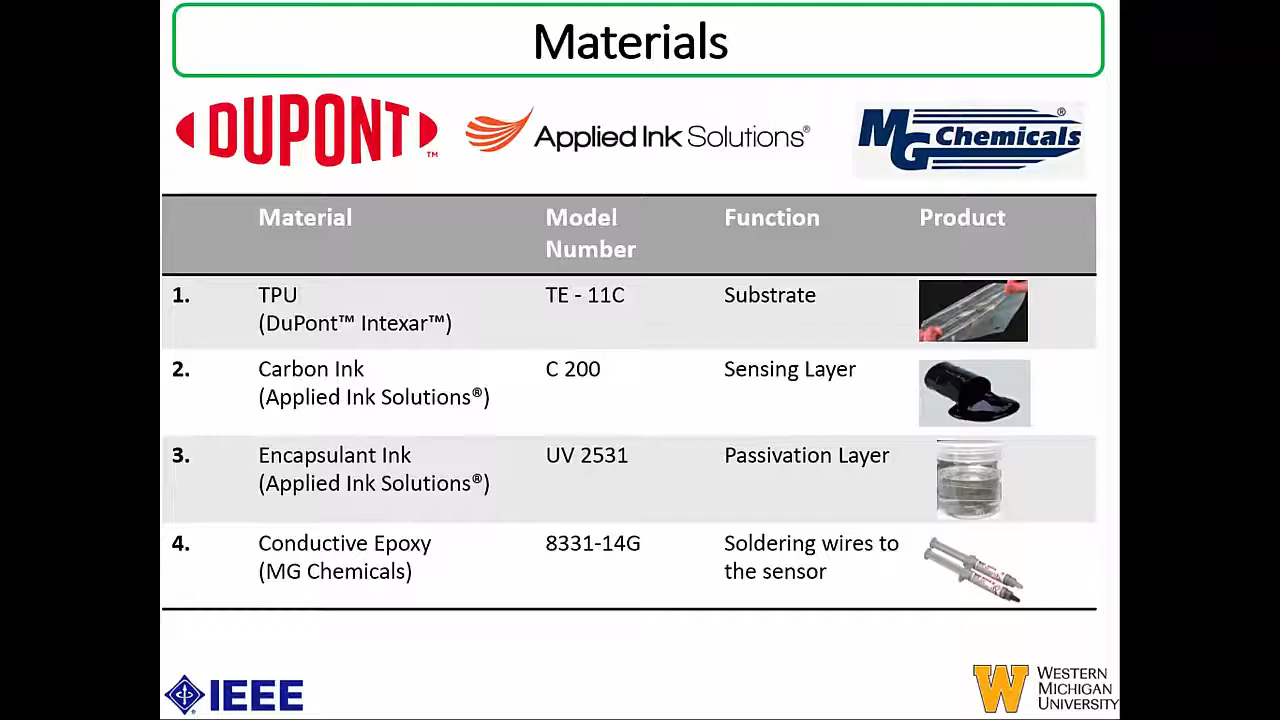 Materials
DUPONT™
Applied Ink Solutions®
MG Chemicals®
Material Model Number Function Product
1. TPU (DuPont™ Intexar™) TE - 11C Substrate
2. Carbon Ink (Applied Ink Solutions®) C 200 Sensing Layer
3. Encapsulant Ink (Applied Ink Solutions®) UV 2531 Passivation Layer
4. Conductive Epoxy (MG Chemicals) 8331-14G Soldering wires to the sensor
IEEE
W
WESTERN
MICHIGAN
UNIVERSITY